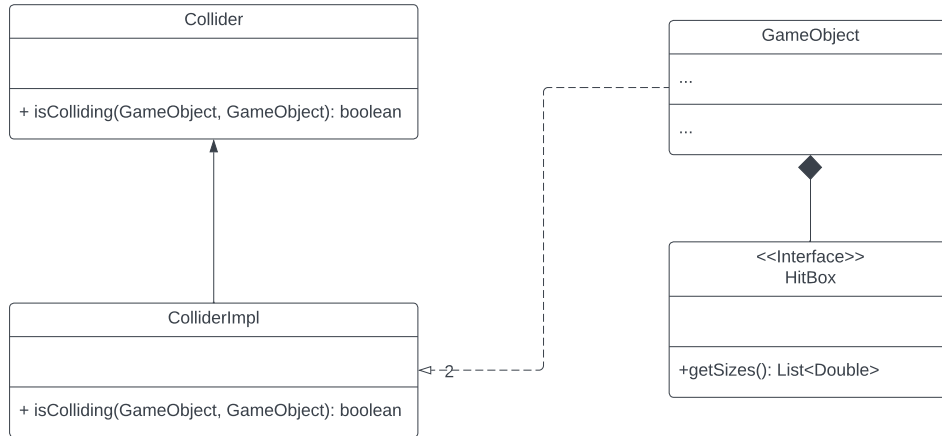 Collider
+ isColliding(GameObject, GameObject): boolean
GameObject
...
...
ColliderImpl
+ isColliding(GameObject, GameObject): boolean
2
<<Interface>>
HitBox
+getSizes(): List<Double>